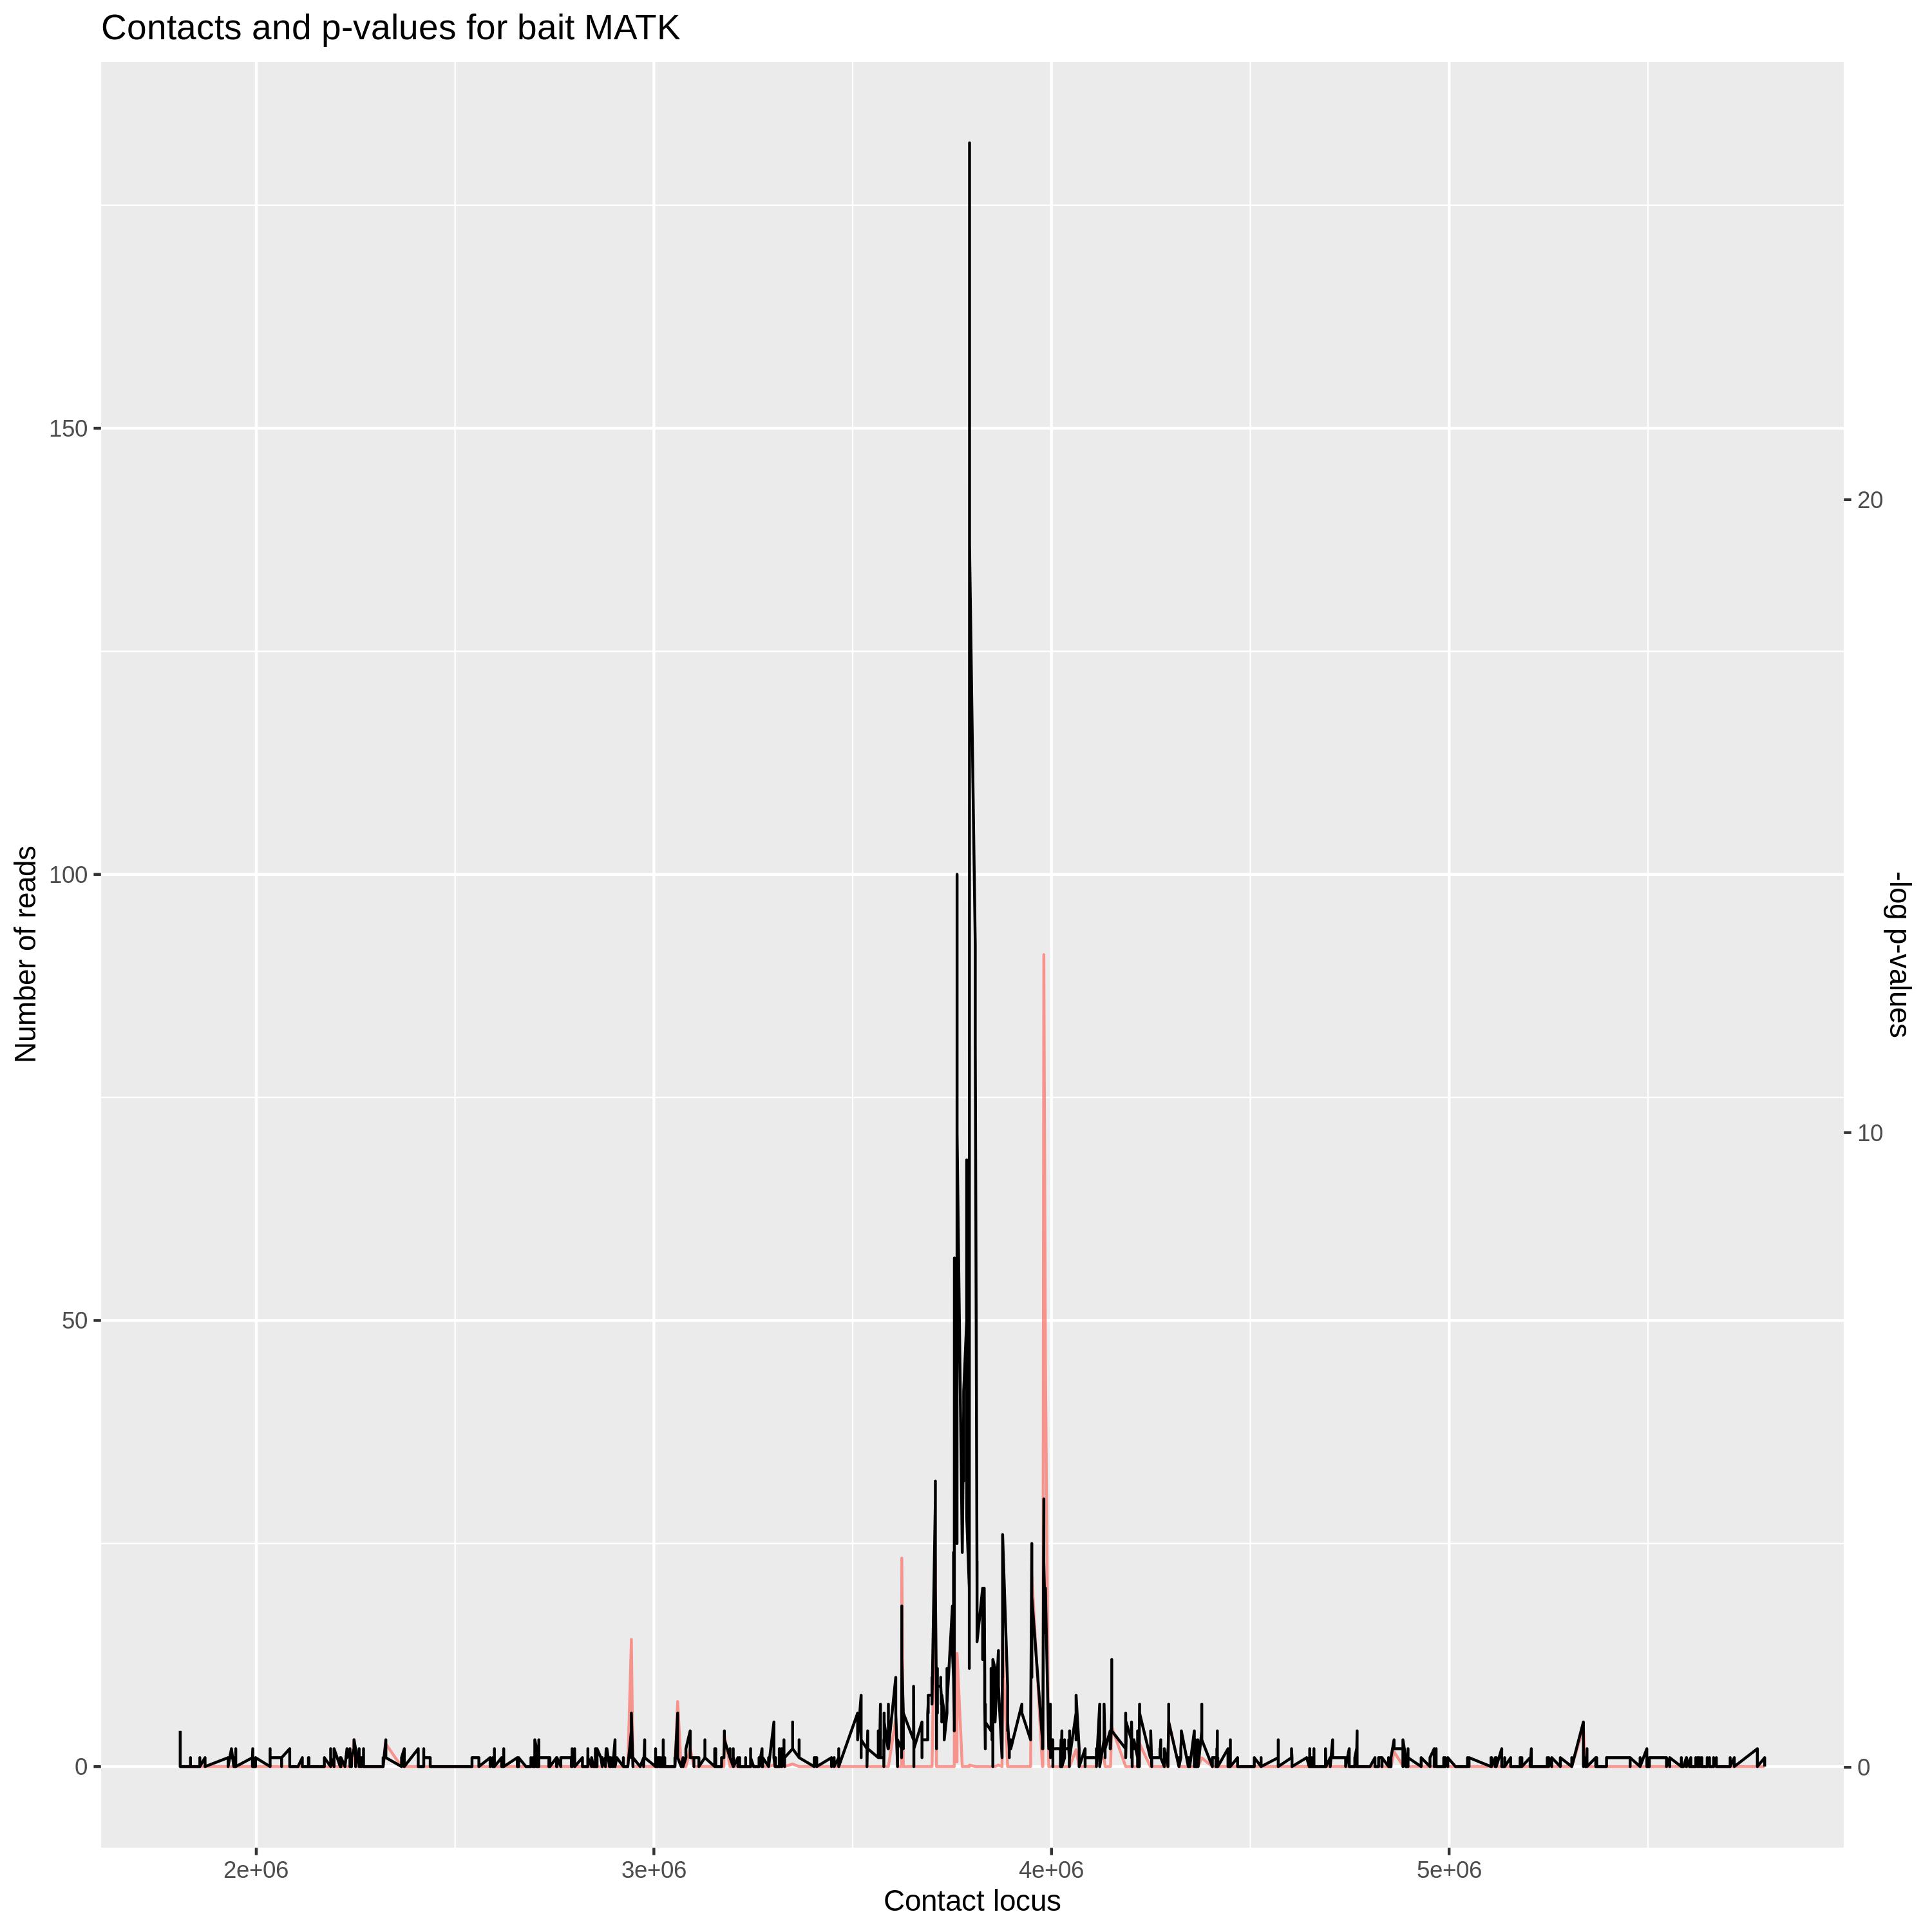 Contacts and p-values for bait MATK
Number of reads
150
100
50
0
20
10
0
-log p-values
2e+06 3e+06 4e+06 5e+06
Contact locus